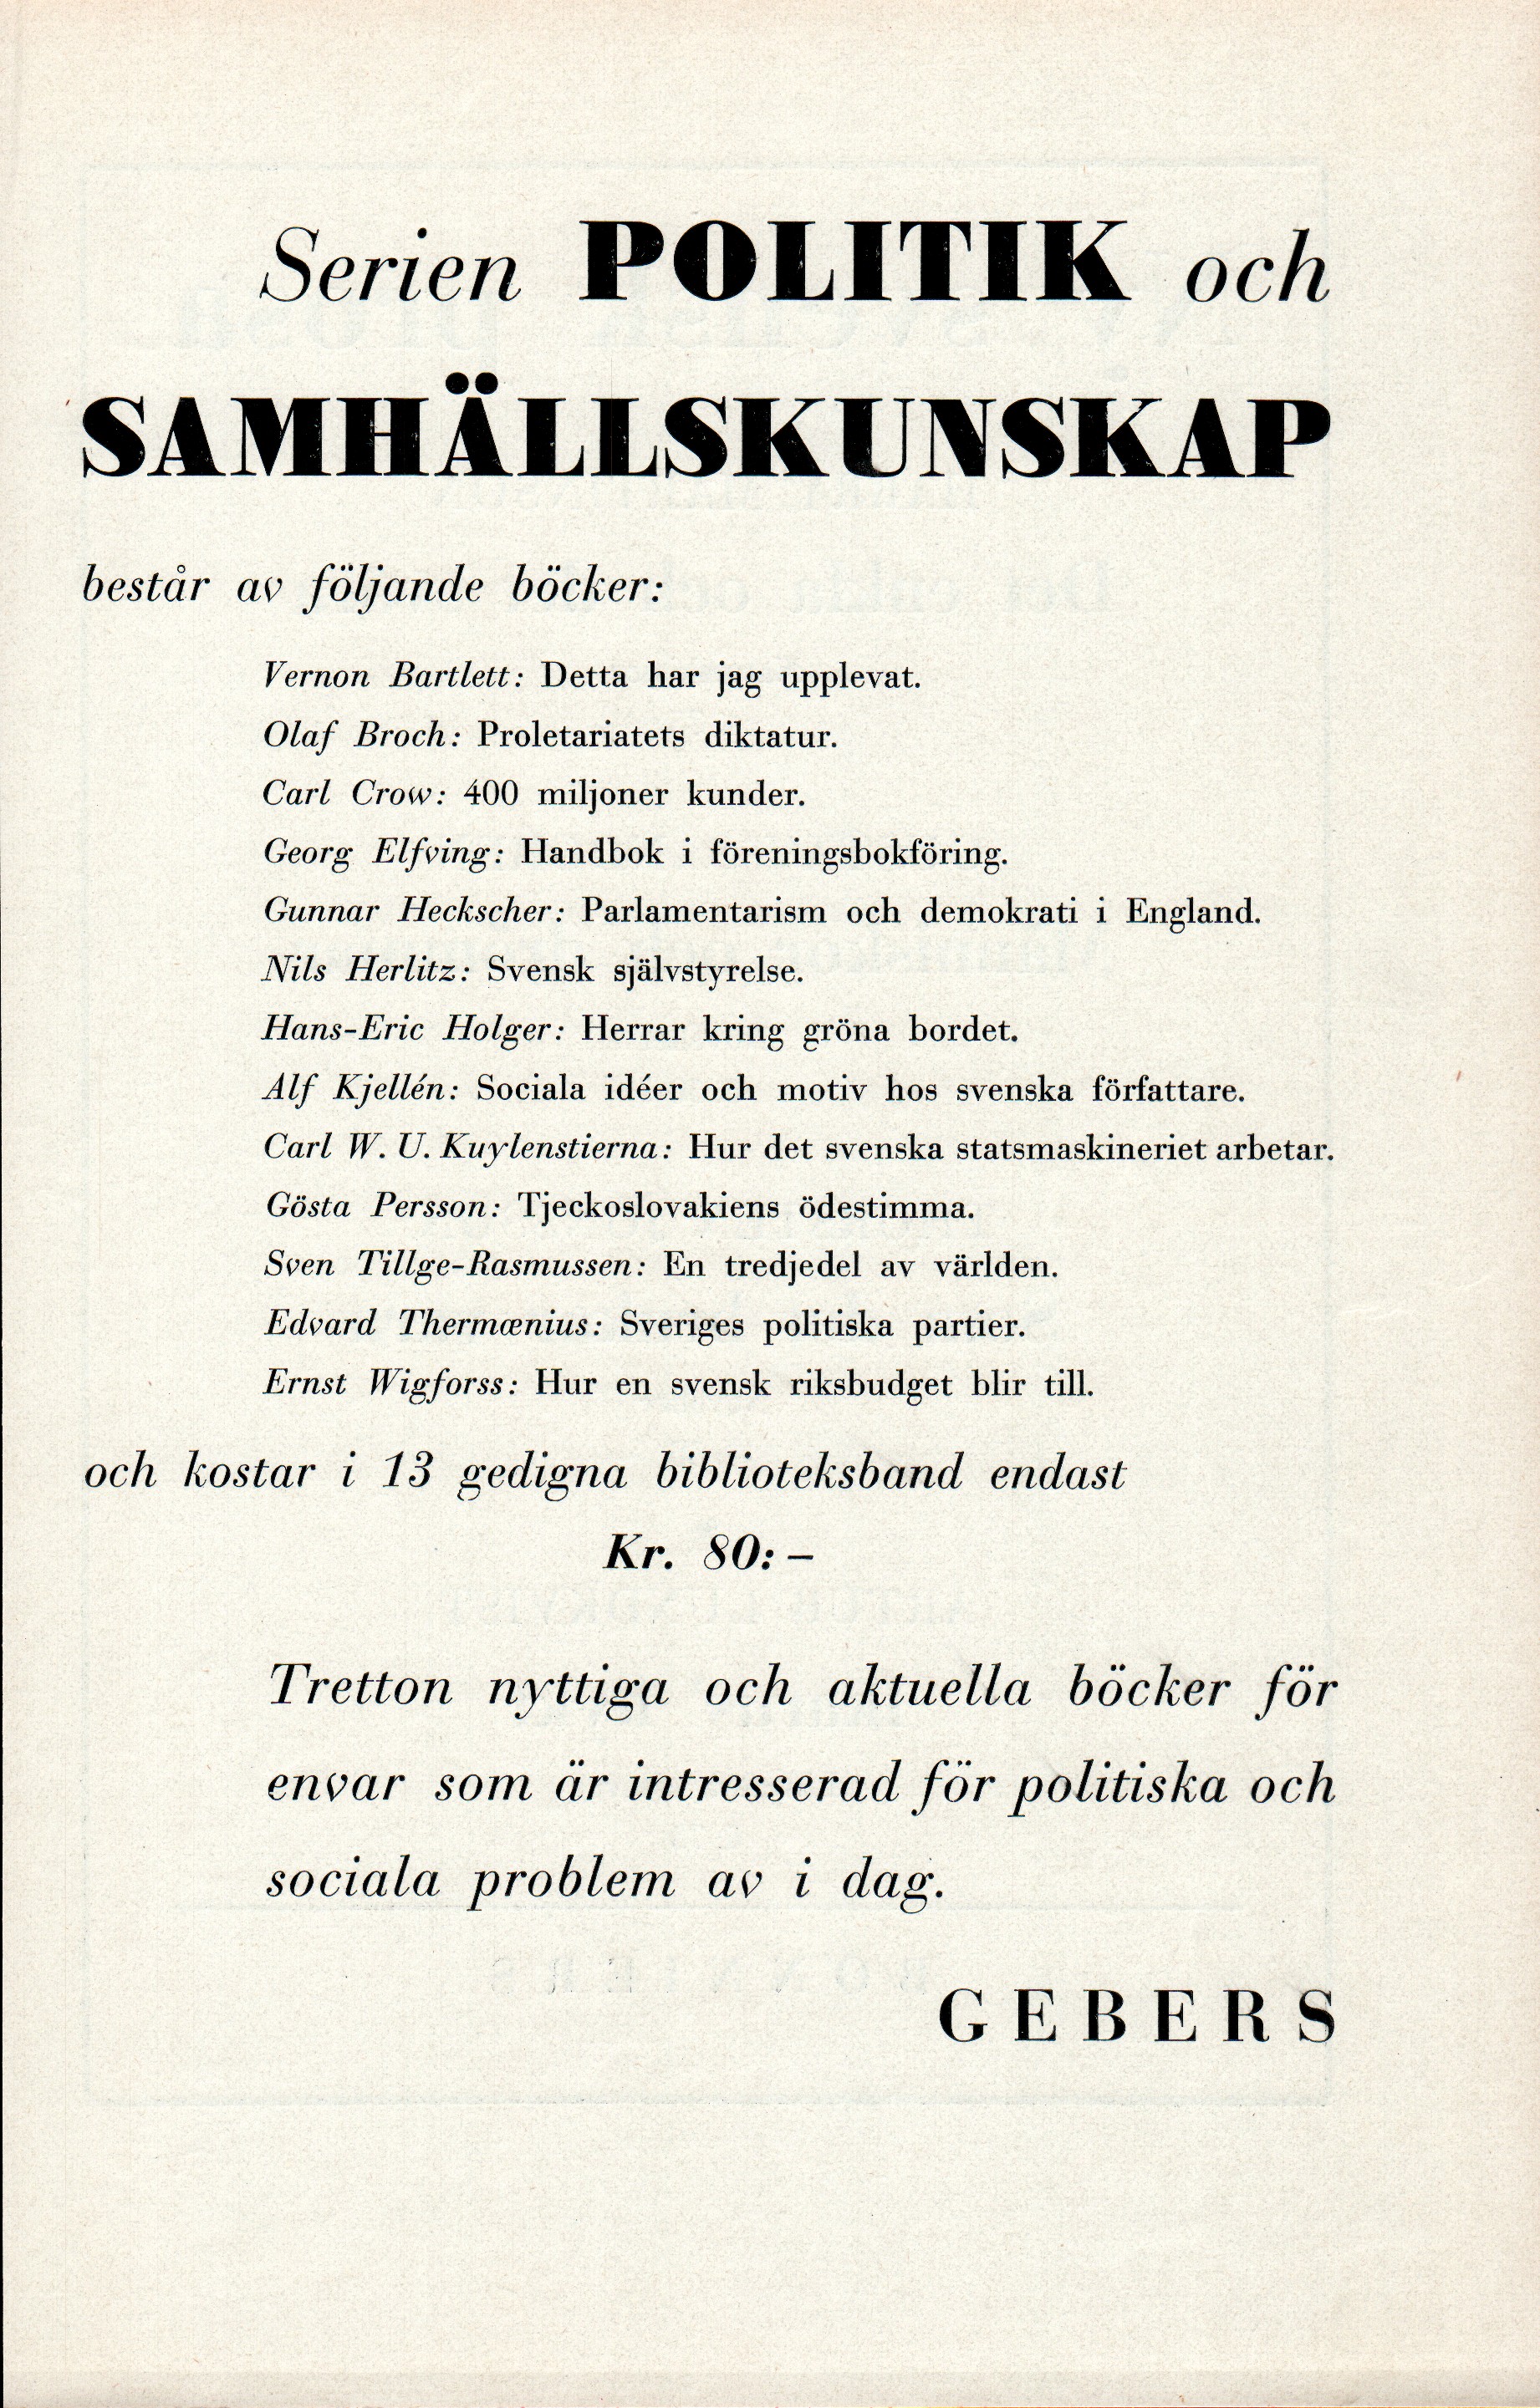 Serien POLITIK och
SAMHÄLLSKUNSKAP
består av följande böcker:
Vernon Bartlett: Detta har jag upplevat.
Olaf Broch: Proletariatets diktatur.
Carl Crow: 400 miljoner kunder.
Georg Elfving: Handbok i föreningsbokföring.
Gunnar Heckscher: Parlamentarism och demokrati i England.
Nils Herlitz: Svensk självstyrelse.
Hans-Eric Holger: Herrar kring gröna bordet.
Alf Kjellén: Sociala idéer och motiv hos svenska författare.
Carl W. U. Kuylenstierna: Hur det svenska statsmaskineriet arbetar.
Gösta Persson: Tjeckoslovakiens ödestimma.
Sven Tillge-Rasmussen: En tredjedel av världen.
Edvard Thermænius: Sveriges politiska partier.
Ernst Wigforss: Hur en svensk riksbudget blir till.
och kostar i 13 gedigna biblioteksband endast
Kr. 80: –
Tretton nyttiga och aktuella böcker för
envar som är intresserad för politiska och
sociala problem av i dag.
GEBERS